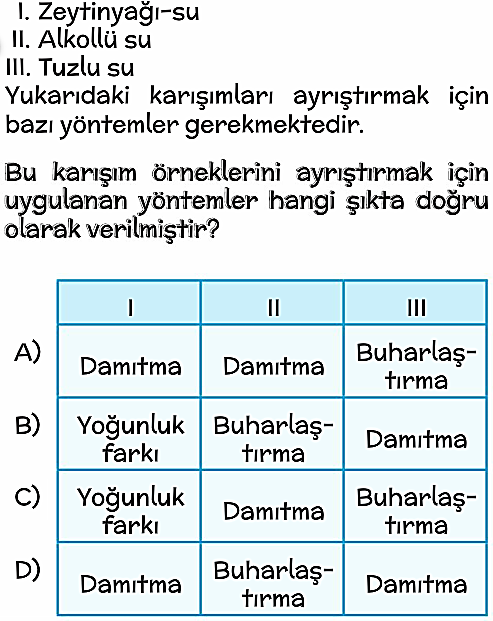 I. Zeytinyağı-su
II. Alkollü su
III. Tuzlu su
Yukarıdaki karışımları ayrıştırmak için
bazı yöntemler gerekmektedir.
Bu karışım örneklerini ayrıştırmak için
uygulanan yöntemler hangi şıkta doğru
olarak verilmiştir?
I II III
A) Damıtma Damıtma Buharlaş-
tırma
B) Yoğunluk Buharlaş- Damıtma
farkı tırma
C) Yoğunluk Damıtma Buharlaş-
farkı tırma
D) Damıtma Buharlaş- Damıtma
tırma